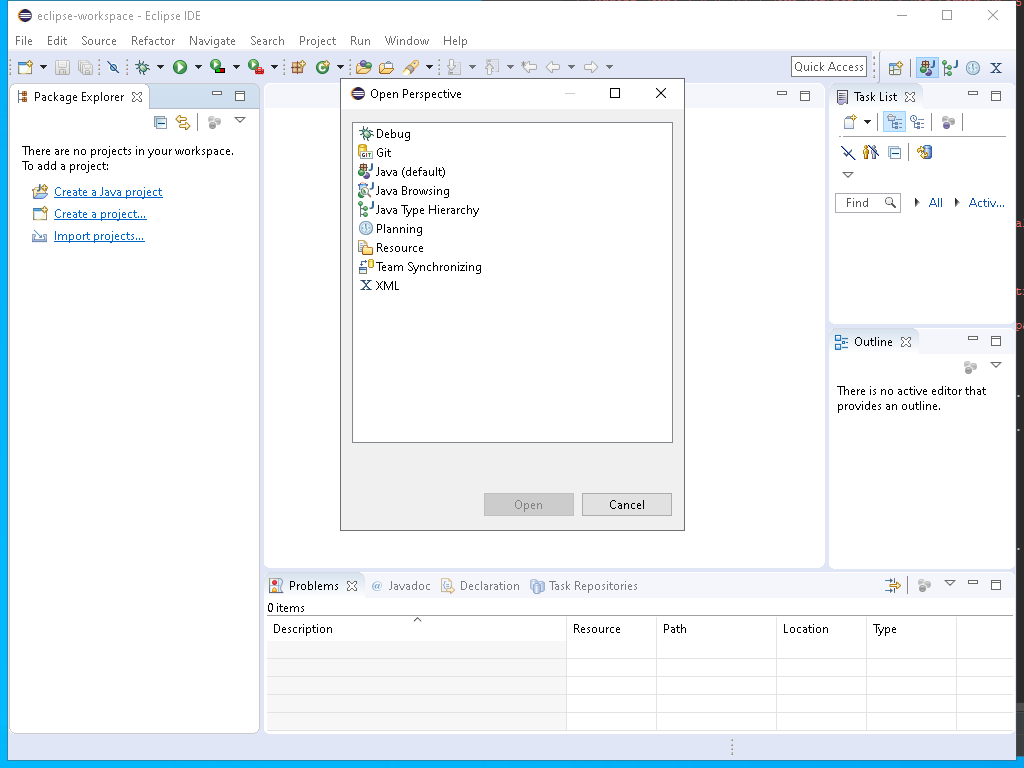 eclipse-workspace - Eclipse IDE
File Edit Source Refactor Navigate Search Project Run Window Help
Quick Access
Package Explorer
There are no projects in your workspace.
To add a project:
Create a Java project
Create a project...
Import projects...
Open Perspective
Debug
Git
Java (default)
Java Browsing
Java Type Hierarchy
Planning
Resource
Team Synchronizing
XML
Open Cancel
Task List
Find All Activ...
Outline
There is no active editor that
provides an outline.
Problems Javadoc Declaration Task Repositories
0 items
Description Resource Path Location Type